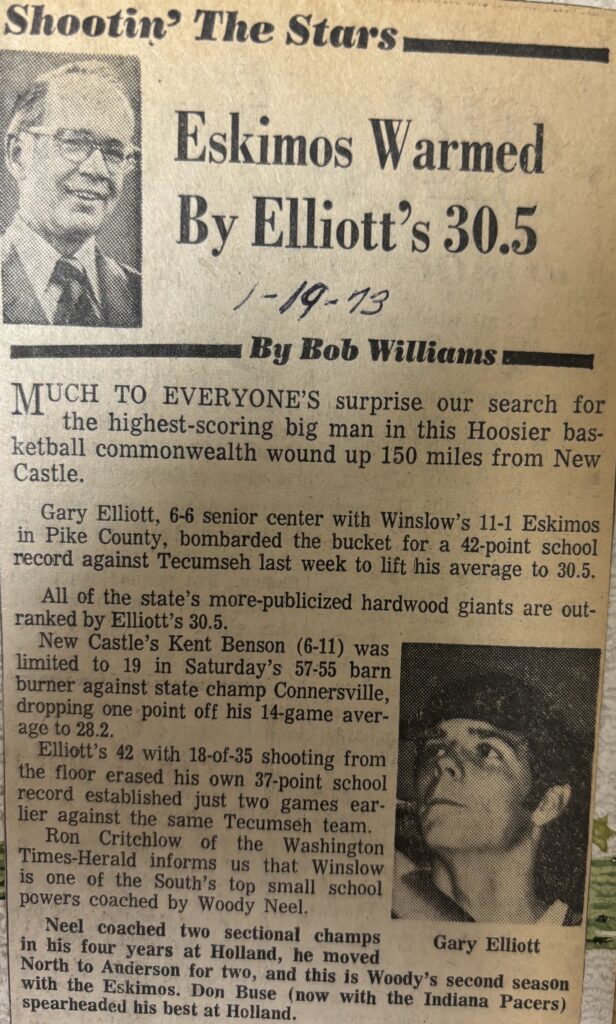 Shootin' The Stars
Eskimos Warmed
By Elliott's 30.5
1-19-73
By Bob Williams
MUCH TO EVERYONE'S surprise our search for
the highest-scoring big man in this Hoosier bas-
ketball commonwealth wound up 150 miles from New
Castle.
Gary Elliott, 6-6 senior center with Winslow's 11-1 Eskimos
in Pike County, bombarded the bucket for a 42-point school
record against Tecumseh last week to lift his average to 30.5.
All of the state's more-publicized hardwood giants are out-
ranked by Elliott's 30.5.
New Castle's Kent Benson (6-11) was
limited to 19 in Saturday's 57-55 barn
burner against state champ Connersville,
dropping one point off his 14-game aver-
age to 28.2.
Elliott's 42 with 18-of-35 shooting from
the floor erased his own 37-point school
record established just two games ear-
lier against the same Tecumseh team.
Ron Critchlow of the Washington
Times-Herald informs us that Winslow
is one of the South's top small school
powers coached by Woody Neel.
Neel coached two sectional champs
in his four years at Holland, he moved
North to Anderson for two, and this is Woody's second season
with the Eskimos. Don Buse (now with the Indiana Pacers)
spearheaded his best at Holland.
Gary Elliott